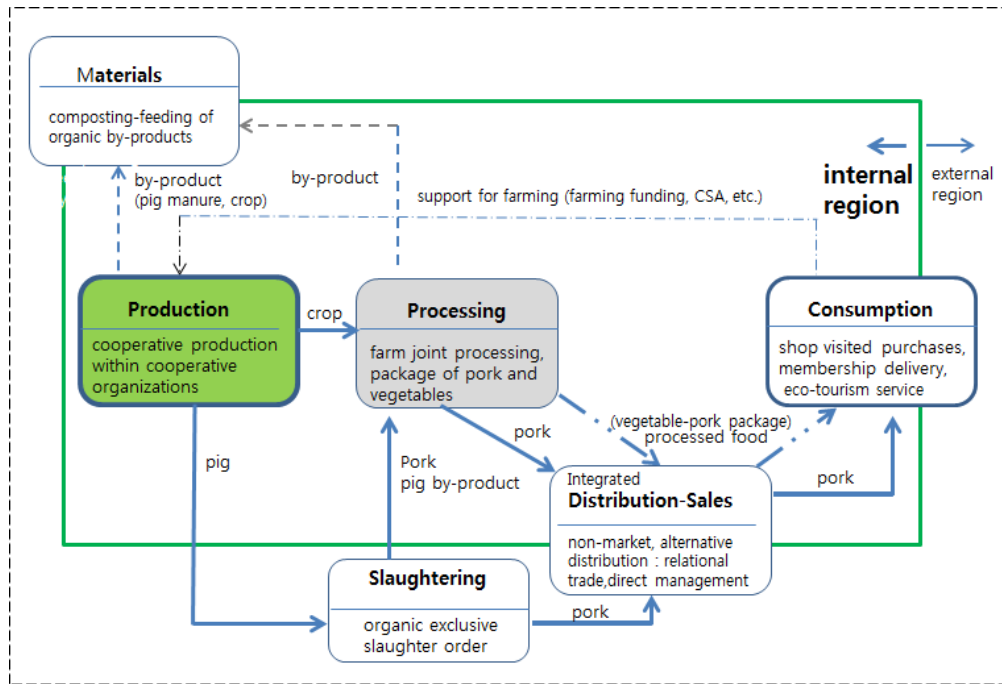 Materials
composting-feeding of
organic by-products
by-product
(pig manure, crop)
by-product
support for farming (farming funding, CSA, etc.)
internal
region
external
region
Production
cooperative production
within cooperative
organizations
crop
Processing
farm joint processing,
package of pork and
vegetables
Consumption
shop visited purchases,
membership delivery,
eco-tourism service
pig
Pork
pig by-product
pork
(vegetable-pork package)
processed food
Integrated
Distribution-Sales
non-market, alternative
distribution : relational
trade,direct management
pork
Slaughtering
organic exclusive
slaughter order
pork